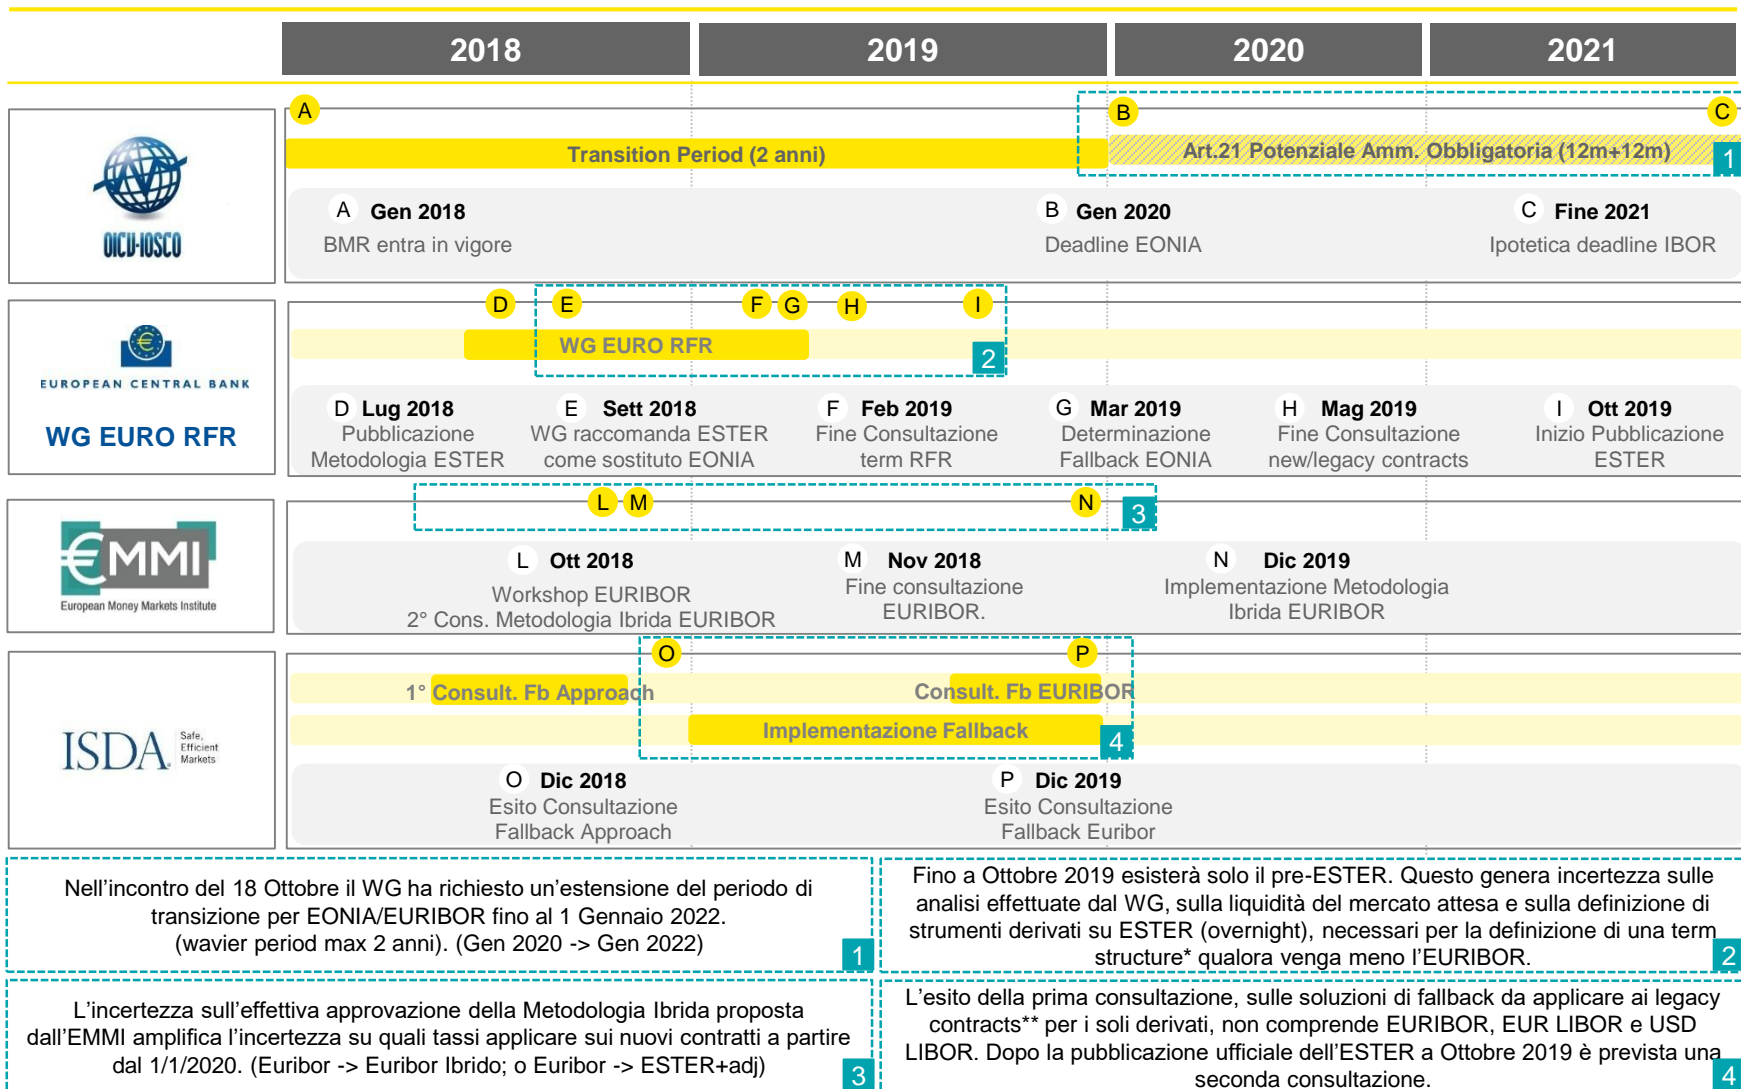 2018 2019 2020 2021
A B C
Transition Period (2 anni)
Art.21 Potenziale Amm. Obbligatoria (12m+12m)
1
OICU-IOSCO
A Gen 2018
BMR entra in vigore
B Gen 2020
Deadline EONIA
C Fine 2021
Ipotetica deadline IBOR
D E F G H I
WG EURO RFR
2
EUROPEAN CENTRAL BANK
WG EURO RFR
D Lug 2018
Pubblicazione
Metodologia ESTER
E Sett 2018
WG raccomanda ESTER
come sostituto EONIA
F Feb 2019
Fine Consultazione
term RFR
G Mar 2019
Determinazione
Fallback EONIA
H Mag 2019
Fine Consultazione
new/legacy contracts
I Ott 2019
Inizio Pubblicazione
ESTER
L M N
3
€MMI
European Money Markets Institute
L Ott 2018
Workshop EURIBOR
2° Cons. Metodologia Ibrida EURIBOR
M Nov 2018
Fine consultazione
EURIBOR.
N Dic 2019
Implementazione Metodologia
Ibrida EURIBOR
O P
1° Consult. Fb Approach
Consult. Fb EURIBOR
Implementazione Fallback
4
ISDA
Safe,
Efficient
Markets
O Dic 2018
Esito Consultazione
Fallback Approach
P Dic 2019
Esito Consultazione
Fallback Euribor
Nell'incontro del 18 Ottobre il WG ha richiesto un'estensione del periodo di
transizione per EONIA/EURIBOR fino al 1 Gennaio 2022.
(wavier period max 2 anni). (Gen 2020 -> Gen 2022)
1
Fino a Ottobre 2019 esisterà solo il pre-ESTER. Questo genera incertezza sulle
analisi effettuate dal WG, sulla liquidità del mercato attesa e sulla definizione di
strumenti derivati su ESTER (overnight), necessari per la definizione di una term
structure* qualora venga meno l'EURIBOR.
2
L'incertezza sull'effettiva approvazione della Metodologia Ibrida proposta
dall'EMMI amplifica l'incertezza su quali tassi applicare sui nuovi contratti a partire
dal 1/1/2020. (Euribor -> Euribor Ibrido; o Euribor -> ESTER+adj)
3
L'esito della prima consultazione, sulle soluzioni di fallback da applicare ai legacy
contracts** per i soli derivati, non comprende EURIBOR, EUR LIBOR e USD
LIBOR. Dopo la pubblicazione ufficiale dell'ESTER a Ottobre 2019 è prevista una
seconda consultazione.
4